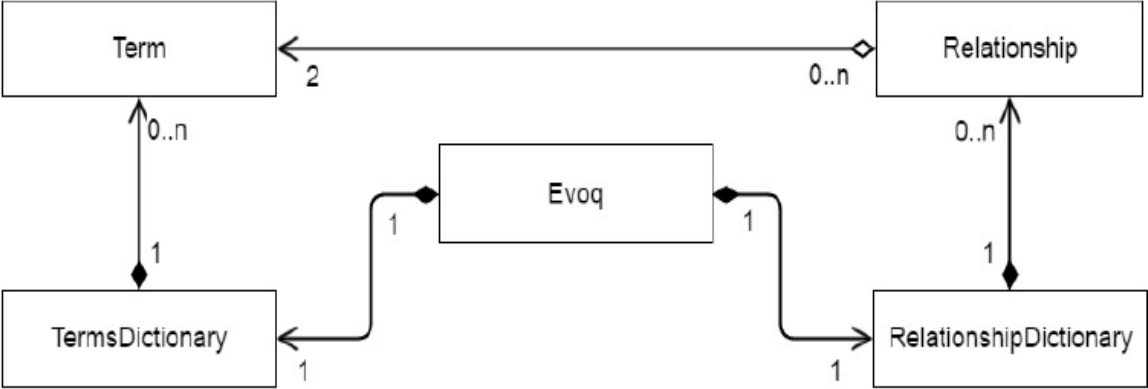 Term
Relationship
2
0..n
0..n
0..n
Evoq
1
1
1
1
TermsDictionary
RelationshipDictionary
1
1